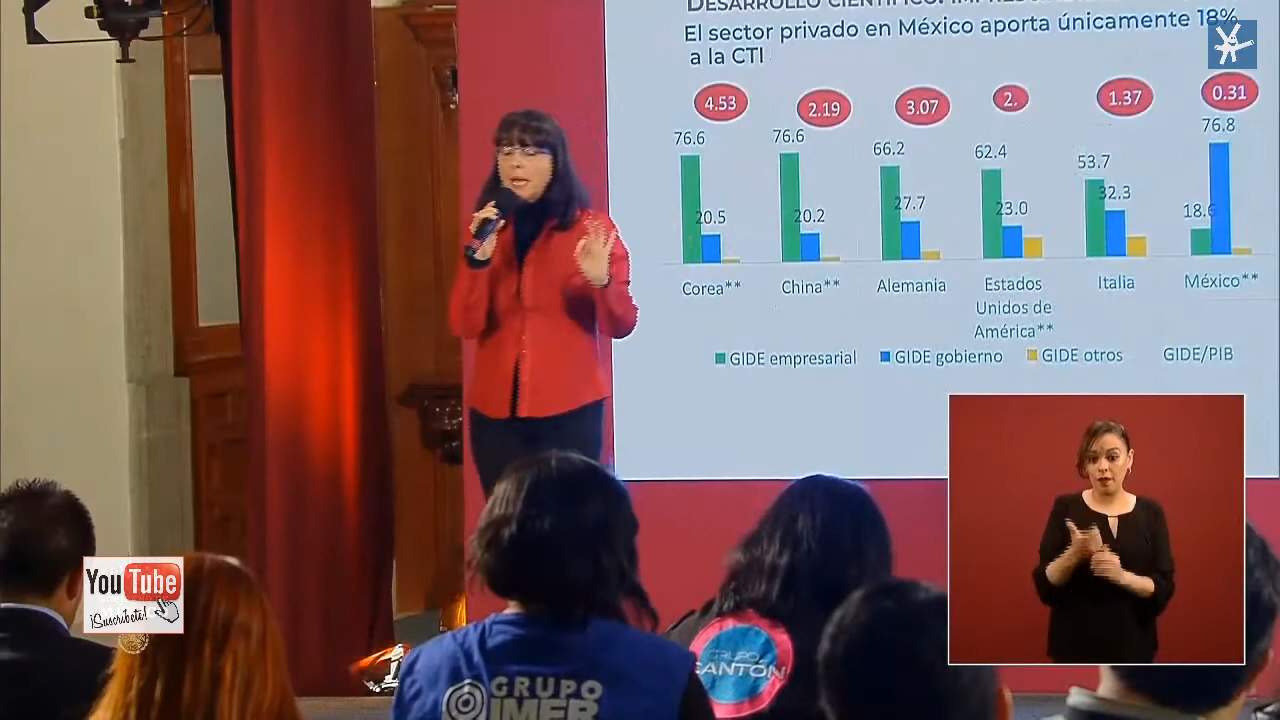 El sector privado en México aporta únicamente 18%
a la CTI
4.53 2.19 3.07 2. 1.37 0.31
76.6 76.6 66.2 62.4 53.7 76.8
20.5 20.2 27.7 23.0 32.3 18.6
Corea** China** Alemania Estados Unidos de América** Italia México**
GIDE empresarial GIDE gobierno GIDE otros GIDE/PIB
YouTube
¡Suscríbete!
GRUPO
IMER
GRUPO
CANTÓN